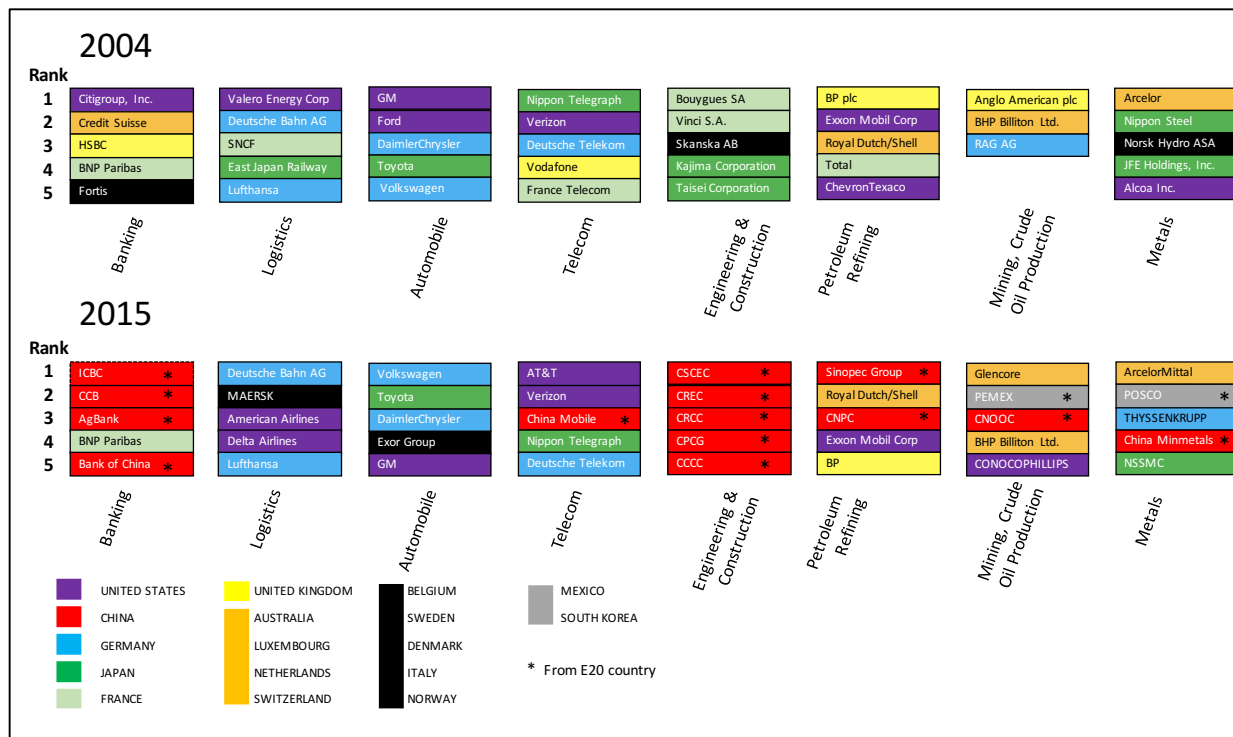 2004
Rank
1 Citigroup, Inc. Valero Energy Corp GM Nippon Telegraph Bouygues SA BP plc Anglo American plc Arcelor
2 Credit Suisse Deutsche Bahn AG Ford Verizon Vinci S.A. Exxon Mobil Corp BHP Billiton Ltd. Nippon Steel
3 HSBC SNCF DaimlerChrysler Deutsche Telekom Skanska AB Royal Dutch/Shell RAG AG Norsk Hydro ASA
4 BNP Paribas East Japan Railway Toyota Vodafone Kajima Corporation Total JFE Holdings, Inc.
5 Fortis Lufthansa Volkswagen France Telecom Taisei Corporation ChevronTexaco Alcoa Inc.
Banking
Logistics
Automobile
Telecom
Engineering &
Construction
Petroleum
Refining
Mining, Crude
Oil Production
Metals
2015
Rank
1 ICBC * Deutsche Bahn AG Volkswagen AT&T CSCEC * Sinopec Group * Glencore ArcelorMittal
2 CCB * MAERSK Toyota Verizon CREC * Royal Dutch/Shell PEMEX * POSCO *
3 AgBank * American Airlines DaimlerChrysler China Mobile * CRCC * CNPC * CNOOC * THYSSENKRUPP
4 BNP Paribas Delta Airlines Exor Group Nippon Telegraph CPCG * Exxon Mobil Corp BHP Billiton Ltd. China Minmetals *
5 Bank of China * Lufthansa GM Deutsche Telekom CCCC * BP CONOCOPHILLIPS NSSMC
Banking
Logistics
Automobile
Telecom
Engineering &
Construction
Petroleum
Refining
Mining, Crude
Oil Production
Metals
UNITED STATES UNITED KINGDOM BELGIUM MEXICO
CHINA AUSTRALIA SWEDEN SOUTH KOREA
GERMANY LUXEMBOURG DENMARK
JAPAN NETHERLANDS ITALY * From E20 country
FRANCE SWITZERLAND NORWAY